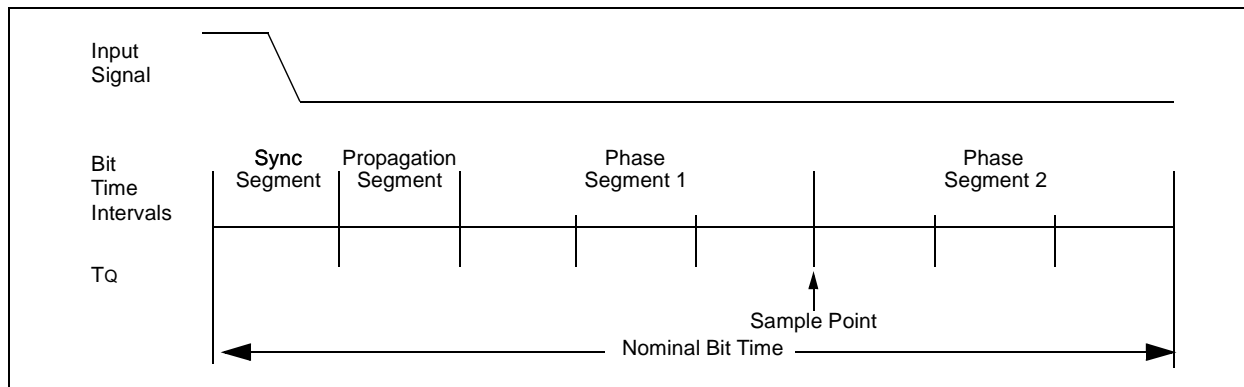 Input
Signal
Bit
Time
Intervals
Sync
Segment
Propagation
Segment
Phase
Segment 1
Phase
Segment 2
TQ
Sample Point
Nominal Bit Time